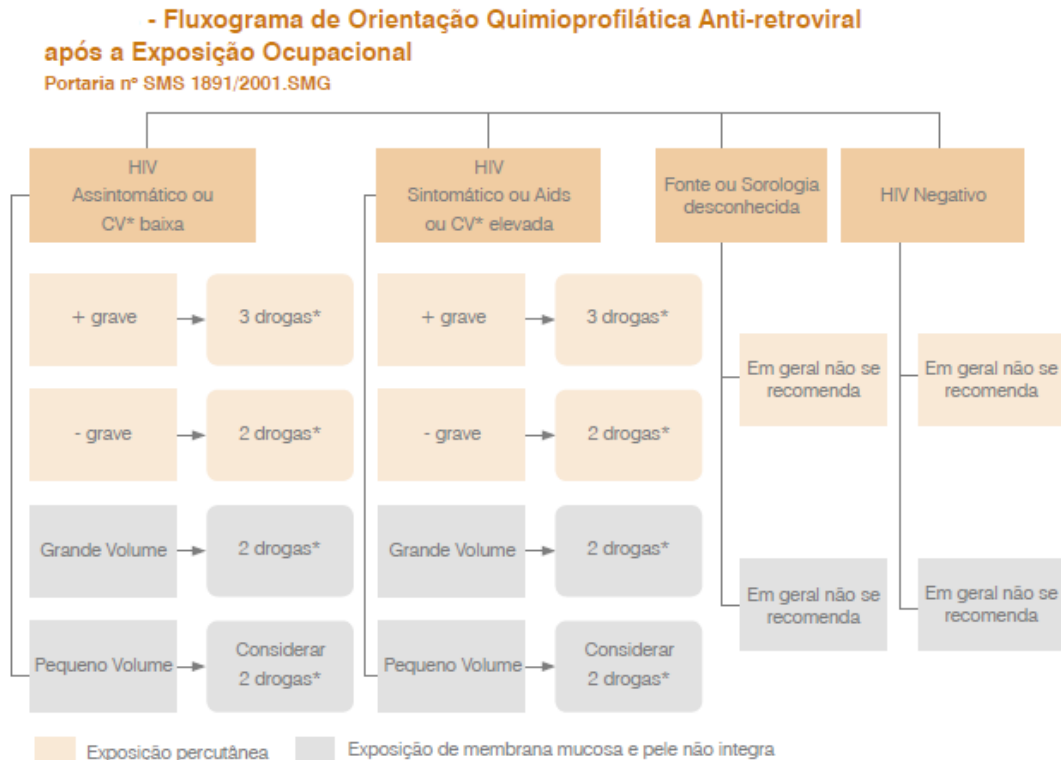 - Fluxograma de Orientação Quimioprofilática Anti-retroviral
após a Exposição Ocupacional
Portaria nº SMS 1891/2001.SMG
HIV
Assintomático ou
CV* baixa
HIV
Sintomático ou Aids
ou CV* elevada
Fonte ou Sorologia
desconhecida
HIV Negativo
+ grave
3 drogas*
+ grave
3 drogas*
Em geral não se
recomenda
Em geral não se
recomenda
- grave
2 drogas*
- grave
2 drogas*
Grande Volume
2 drogas*
Grande Volume
2 drogas*
Em geral não se
recomenda
Em geral não se
recomenda
Pequeno Volume
Considerar
2 drogas*
Pequeno Volume
Considerar
2 drogas*
Exposição percutânea
Exposição de membrana mucosa e pele não integra